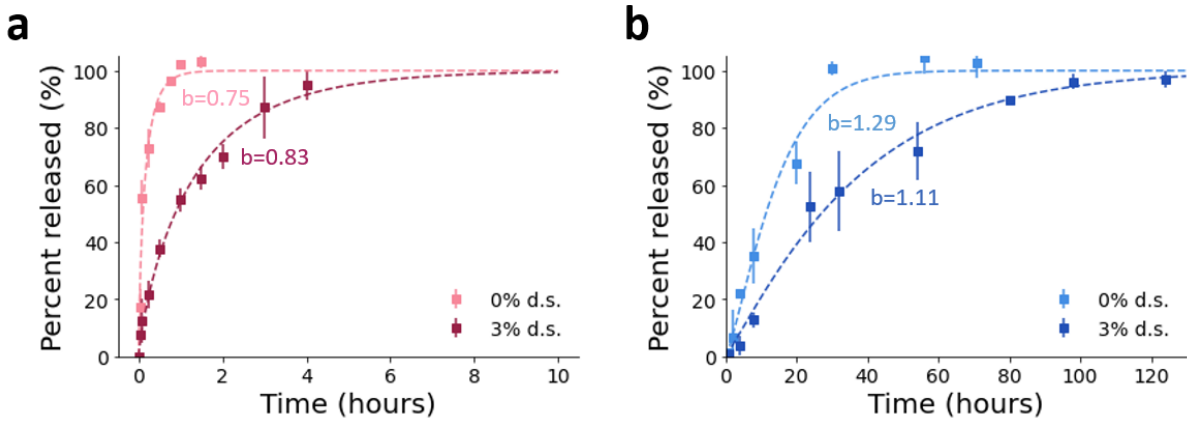 a
Percent released (%)
100
80
60
40
20
0
b=0.75
b=0.83
0% d.s.
3% d.s.
0 2 4 6 8 10
Time (hours)
b
Percent released (%)
100
80
60
40
20
0
b=1.29
b=1.11
0% d.s.
3% d.s.
0 20 40 60 80 100 120
Time (hours)